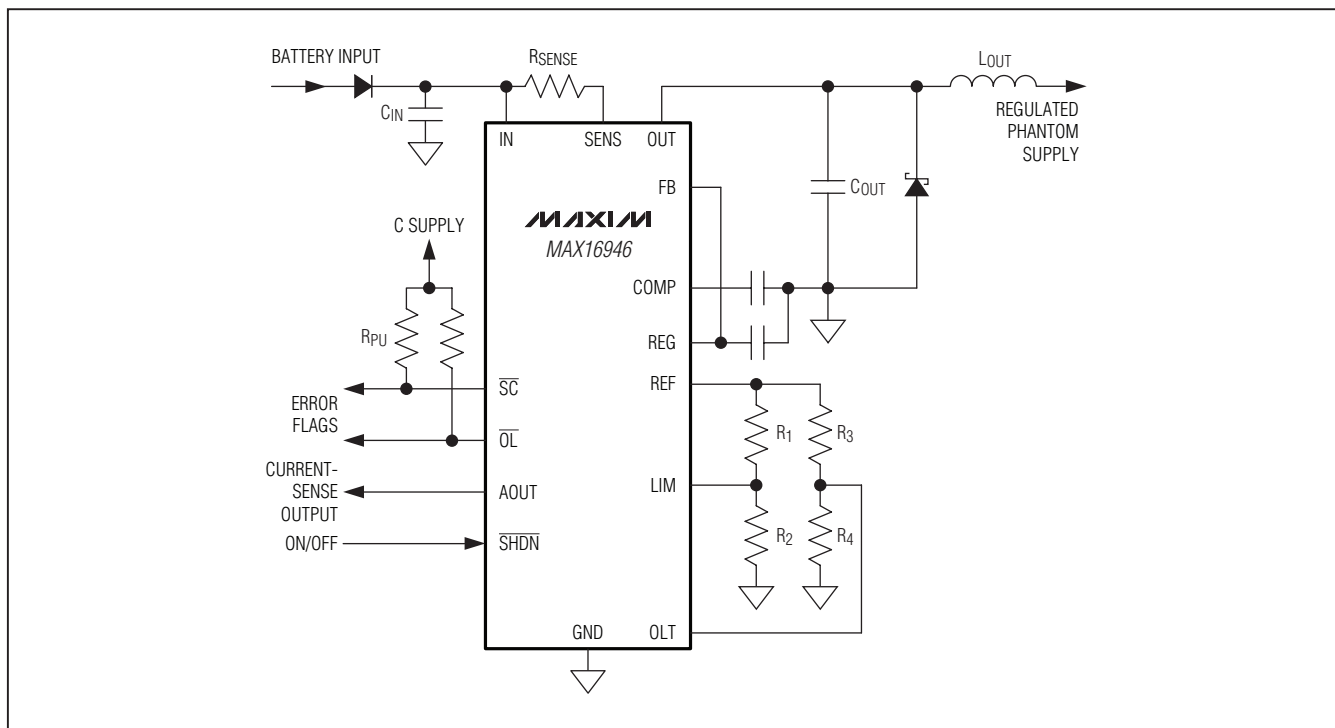 BATTERY INPUT
RSENSE
LOUT
CIN
REGULATED
PHANTOM
SUPPLY
IN
SENS
OUT
FB
COUT
MAXIM
MAX16946
C SUPPLY
COMP
RPU
REG
REF
SC
ERROR
FLAGS
R1
R3
OL
CURRENT-
SENSE
OUTPUT
AOUT
LIM
R2
R4
ON/OFF
SHDN
GND
OLT